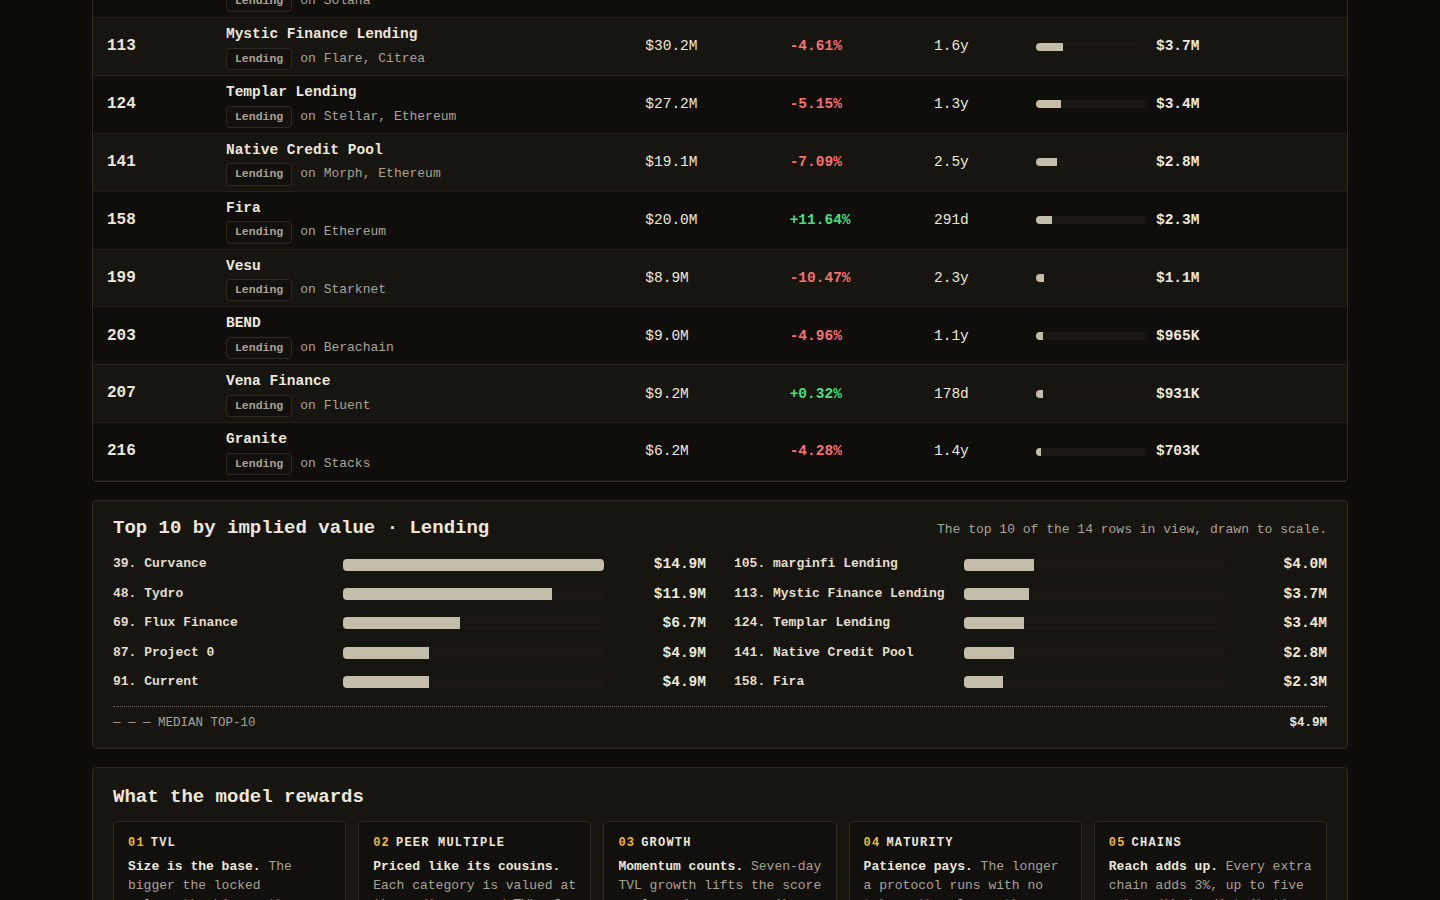 Lending on Solana
113 Mystic Finance Lending $30.2M -4.61% 1.6y $3.7M
Lending on Flare, Citrea
124 Templar Lending $27.2M -5.15% 1.3y $3.4M
Lending on Stellar, Ethereum
141 Native Credit Pool $19.1M -7.09% 2.5y $2.8M
Lending on Morph, Ethereum
158 Fira $20.0M +11.64% 291d $2.3M
Lending on Ethereum
199 Vesu $8.9M -10.47% 2.3y $1.1M
Lending on Starknet
203 BEND $9.0M -4.96% 1.1y $965K
Lending on Berachain
207 Vena Finance $9.2M +0.32% 178d $931K
Lending on Fluent
216 Granite $6.2M -4.28% 1.4y $703K
Lending on Stacks
Top 10 by implied value · Lending
The top 10 of the 14 rows in view, drawn to scale.
39. Curvance $14.9M
48. Tydro $11.9M
69. Flux Finance $6.7M
87. Project 0 $4.9M
91. Current $4.9M
105. marginfi Lending $4.0M
113. Mystic Finance Lending $3.7M
124. Templar Lending $3.4M
141. Native Credit Pool $2.8M
158. Fira $2.3M
— — — MEDIAN TOP-10 $4.9M
What the model rewards
01 TVL
Size is the base. The
bigger the locked
02 PEER MULTIPLE
Priced like its cousins.
Each category is valued at
03 GROWTH
Momentum counts. Seven-day
TVL growth lifts the score
04 MATURITY
Patience pays. The longer
a protocol runs with no
05 CHAINS
Reach adds up. Every extra
chain adds 3%, up to five